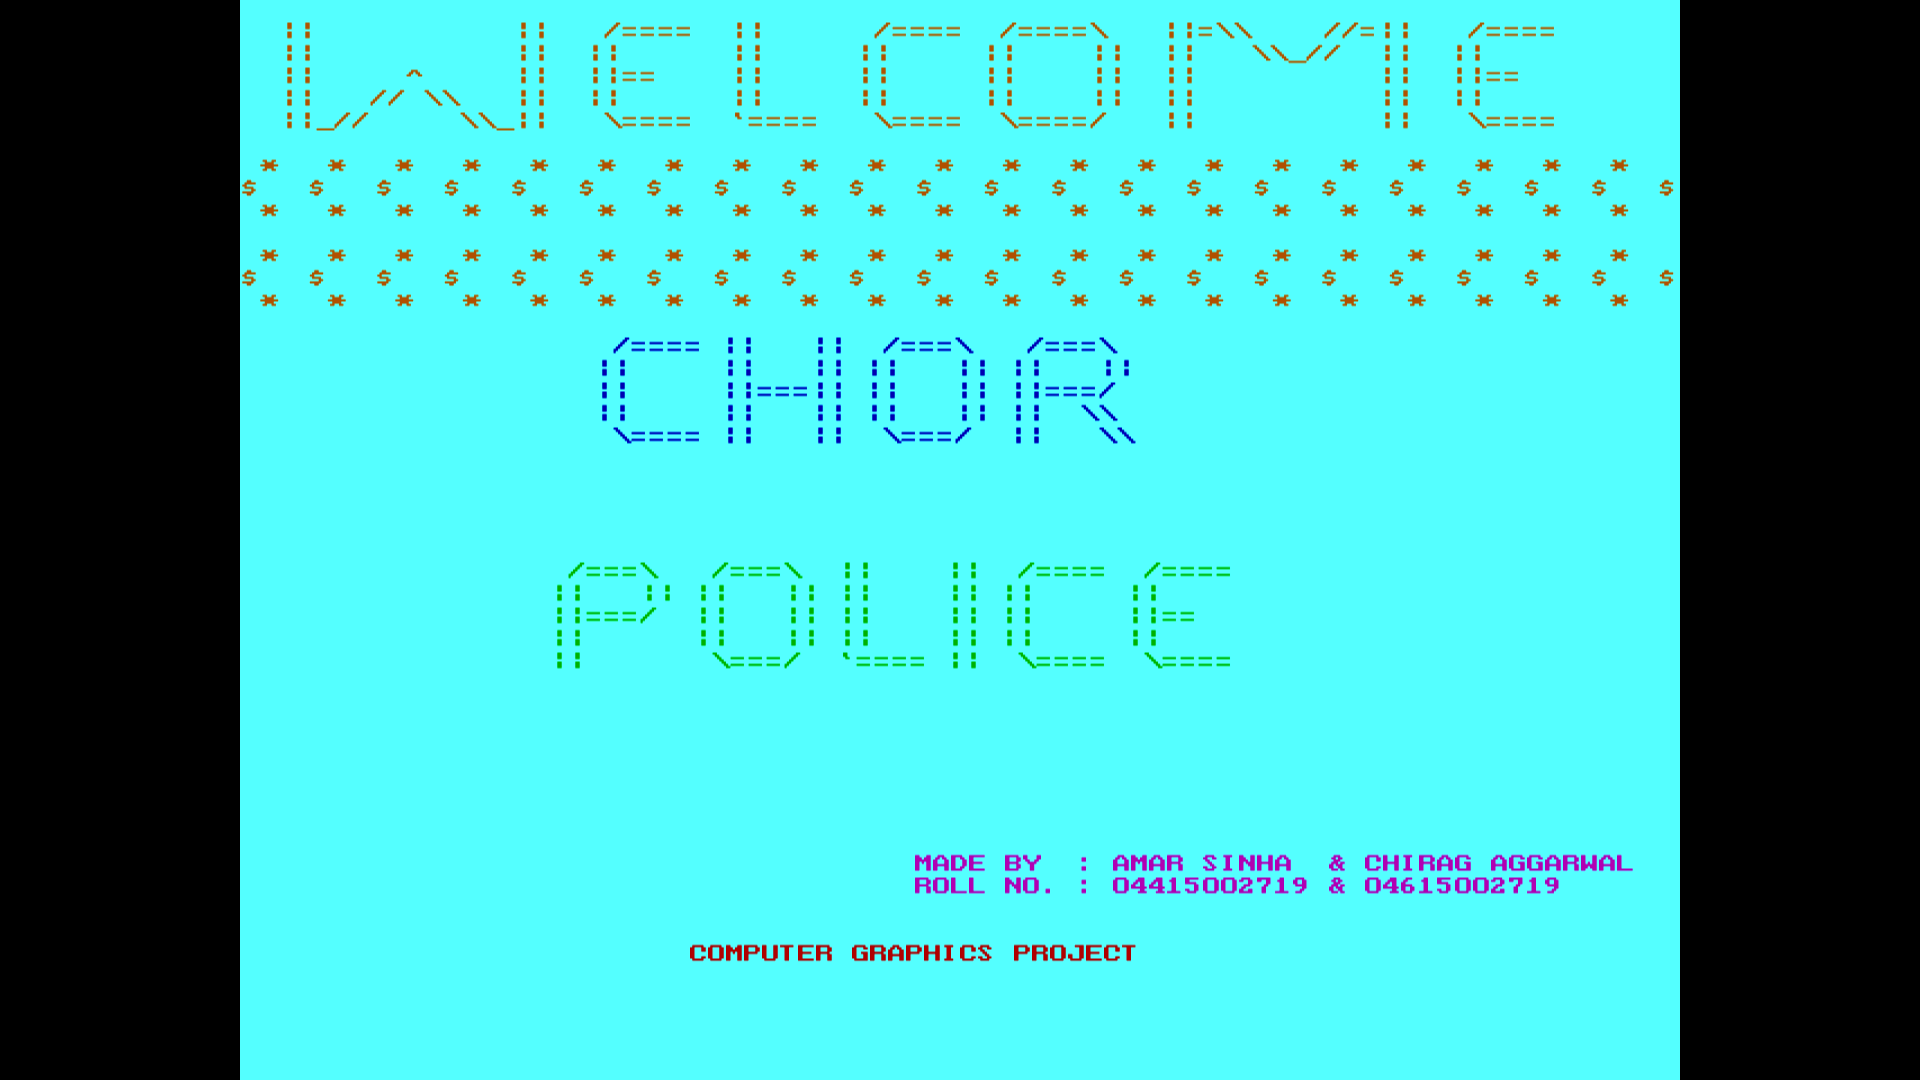 WELCOME
* * * * * * * * * * * * * * * * * * * * *
$ $ $ $ $ $ $ $ $ $ $ $ $ $ $ $ $ $ $ $ $ $
* * * * * * * * * * * * * * * * * * * * *
* * * * * * * * * * * * * * * * * * * * *
$ $ $ $ $ $ $ $ $ $ $ $ $ $ $ $ $ $ $ $ $ $
* * * * * * * * * * * * * * * * * * * * *
CHOR
POLICE
MADE BY : AMAR SINHA & CHIRAG AGGARWAL
ROLL NO. : 04415002719 & 04615002719
COMPUTER GRAPHICS PROJECT